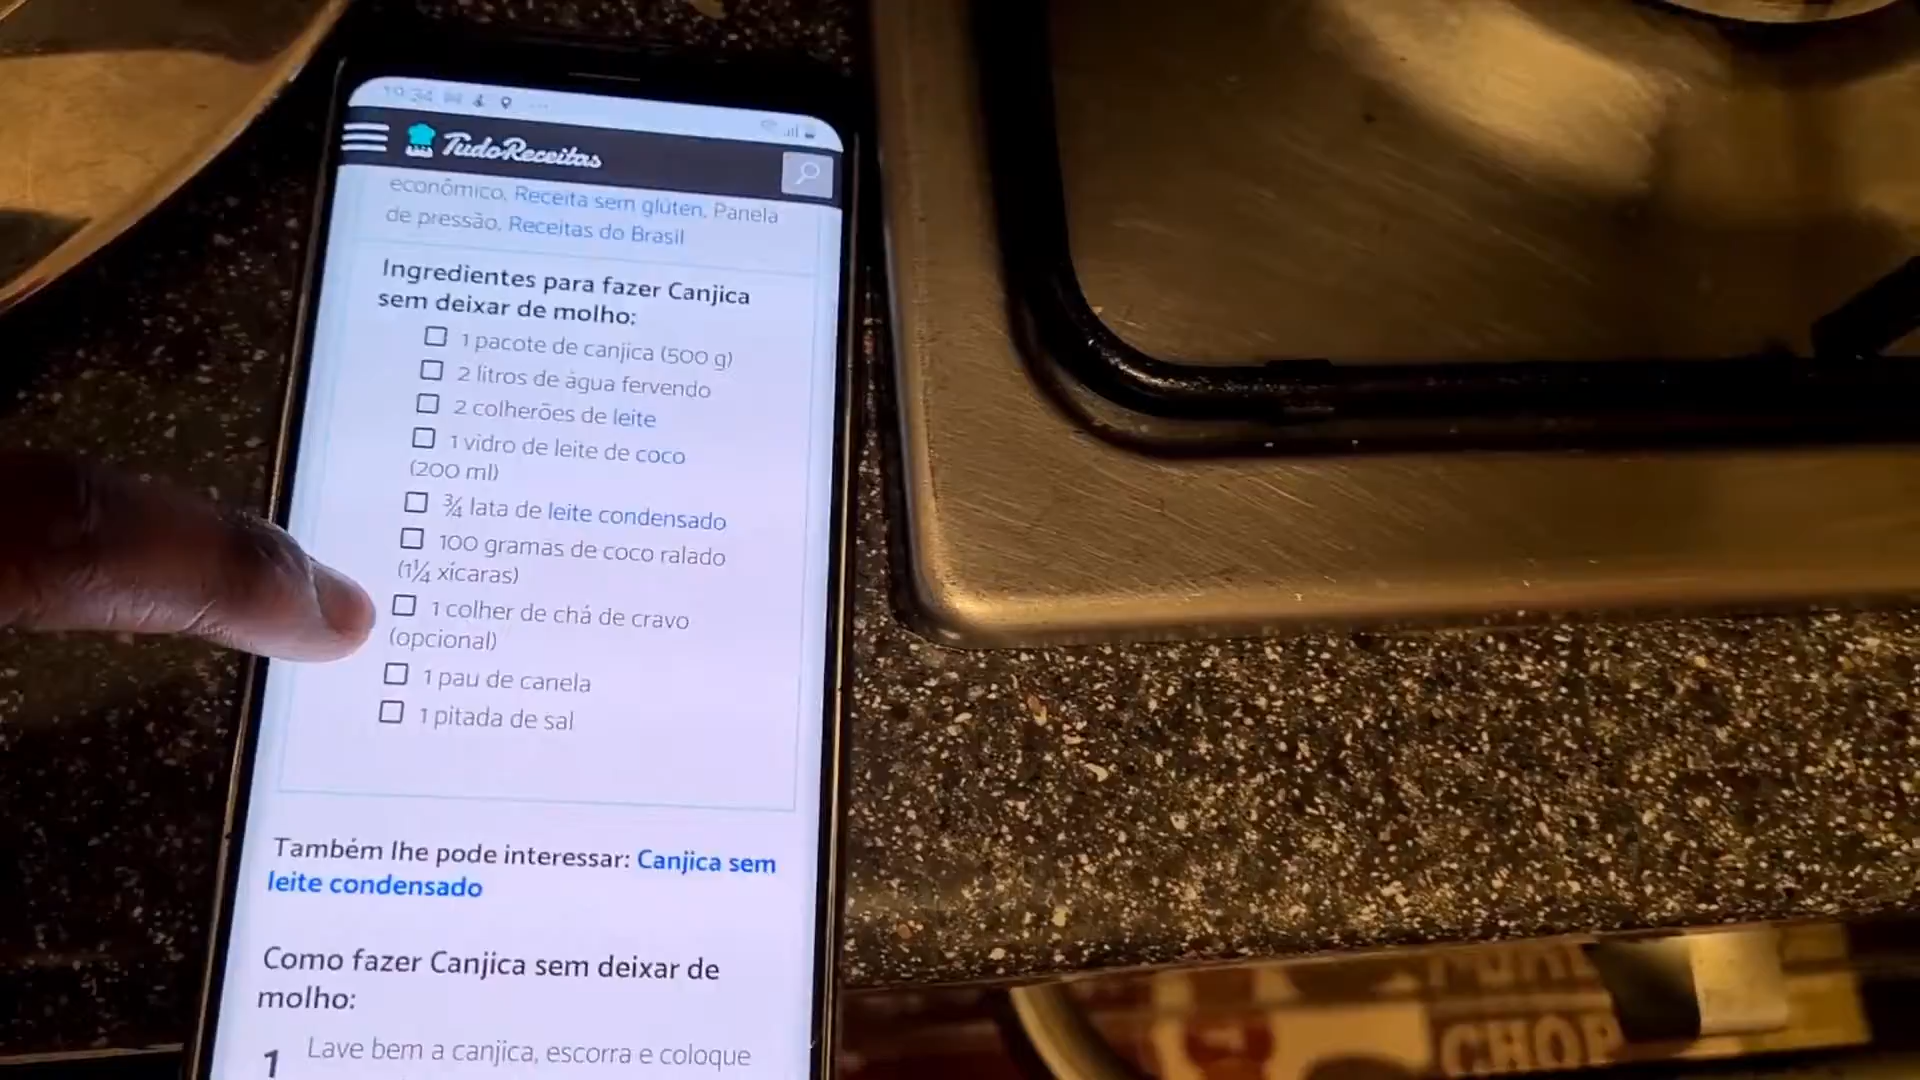 19:34
TudoReceitas
econômico, Receita sem glúten, Panela
de pressão, Receitas do Brasil
Ingredientes para fazer Canjica
sem deixar de molho:
1 pacote de canjica (500 g)
2 litros de água fervendo
2 colherões de leite
1 vidro de leite de coco
(200 ml)
¾ lata de leite condensado
100 gramas de coco ralado
(1¼ xícaras)
1 colher de chá de cravo
(opcional)
1 pau de canela
1 pitada de sal
Também lhe pode interessar: Canjica sem
leite condensado
Como fazer Canjica sem deixar de
molho:
1 Lave bem a canjica, escorra e coloque
CHOP